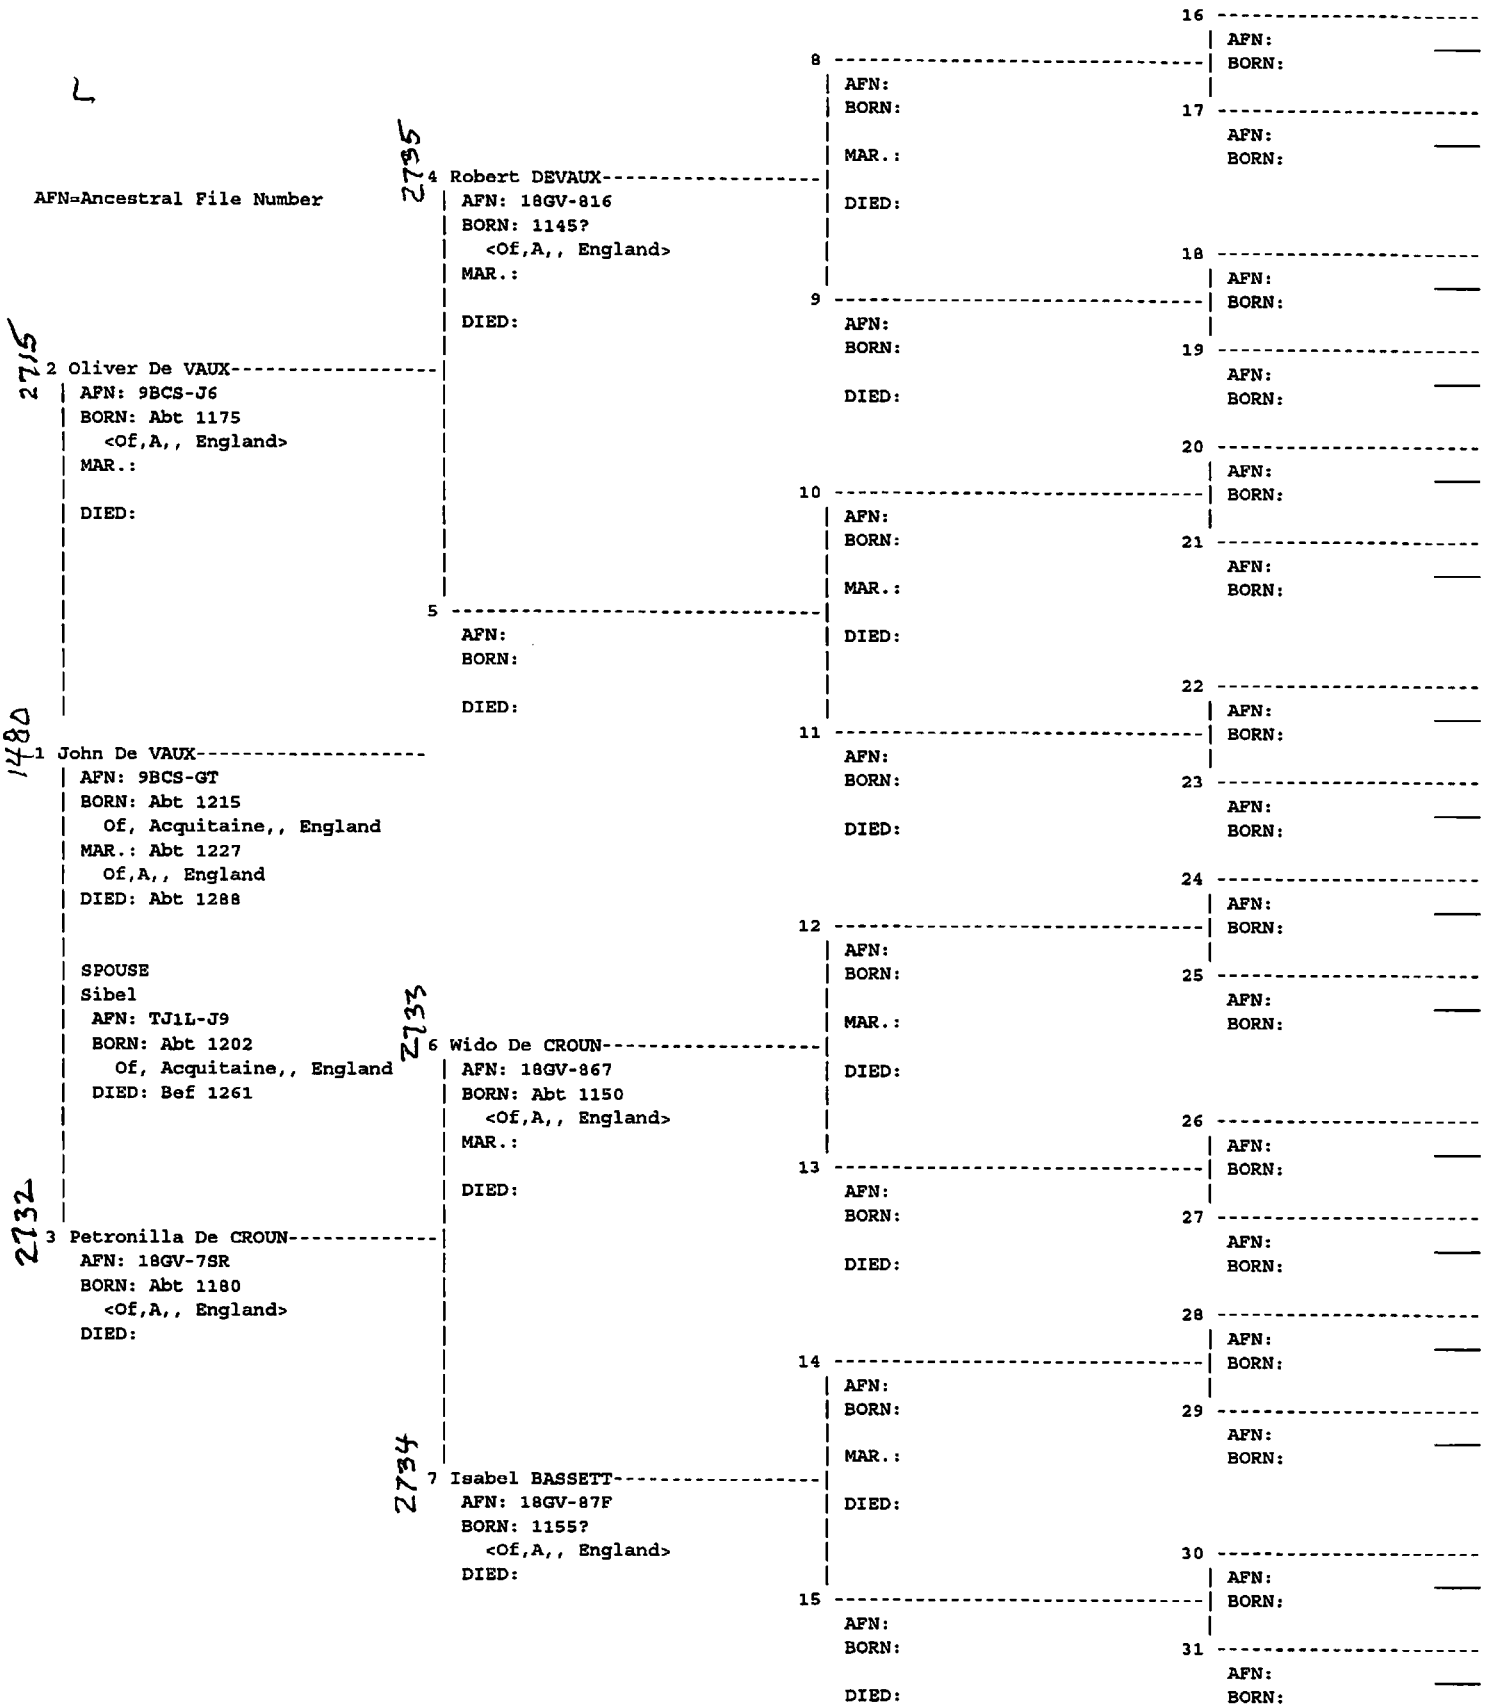 AFN=Ancestral File Number
2715
2 Oliver De VAUX
AFN: 9BCS-J6
BORN: Abt 1175
<Of,A,, England>
MAR.:
DIED:
1480
1 John De VAUX
AFN: 9BCS-GT
BORN: Abt 1215
Of, Acquitaine,, England
MAR.: Abt 1227
Of,A,, England
DIED: Abt 1288
SPOUSE
Sibel
AFN: TJ1L-J9
BORN: Abt 1202
Of, Acquitaine,, England
DIED: Bef 1261
2732
3 Petronilla De CROUN
AFN: 18GV-7SR
BORN: Abt 1180
<Of,A,, England>
DIED:
2735
4 Robert DEVAUX
AFN: 18GV-816
BORN: 1145?
<Of,A,, England>
MAR.:
DIED:
5
AFN:
BORN:
DIED:
2733
6 Wido De CROUN
AFN: 18GV-867
BORN: Abt 1150
<Of,A,, England>
MAR.:
DIED:
2734
7 Isabel BASSETT
AFN: 18GV-87F
BORN: 1155?
<Of,A,, England>
DIED:
8
AFN:
BORN:
MAR.:
DIED:
9
AFN:
BORN:
DIED:
10
AFN:
BORN:
MAR.:
DIED:
11
AFN:
BORN:
DIED:
12
AFN:
BORN:
MAR.:
DIED:
13
AFN:
BORN:
DIED:
14
AFN:
BORN:
MAR.:
DIED:
15
AFN:
BORN:
DIED:
16
AFN:
BORN:
17
AFN:
BORN:
18
AFN:
BORN:
19
AFN:
BORN:
20
AFN:
BORN:
21
AFN:
BORN:
22
AFN:
BORN:
23
AFN:
BORN:
24
AFN:
BORN:
25
AFN:
BORN:
26
AFN:
BORN:
27
AFN:
BORN:
28
AFN:
BORN:
29
AFN:
BORN:
30
AFN:
BORN:
31
AFN:
BORN: